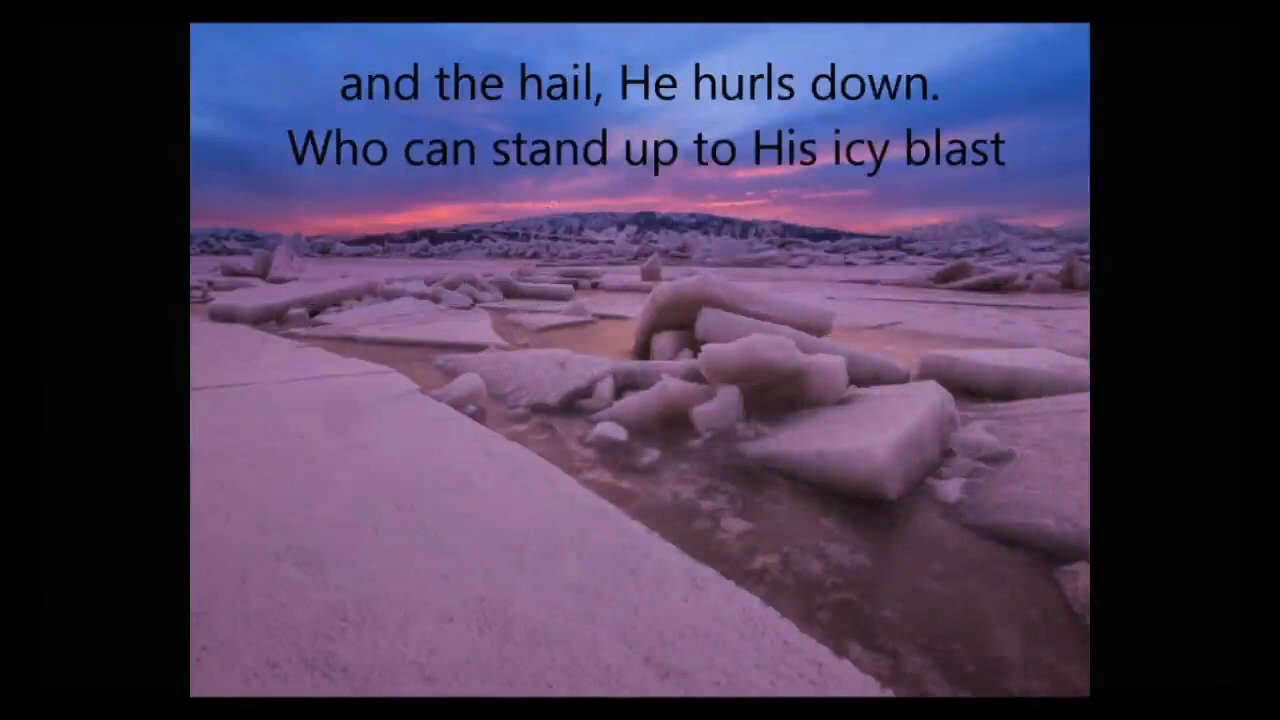 and the hail, He hurls down.
Who can stand up to His icy blast